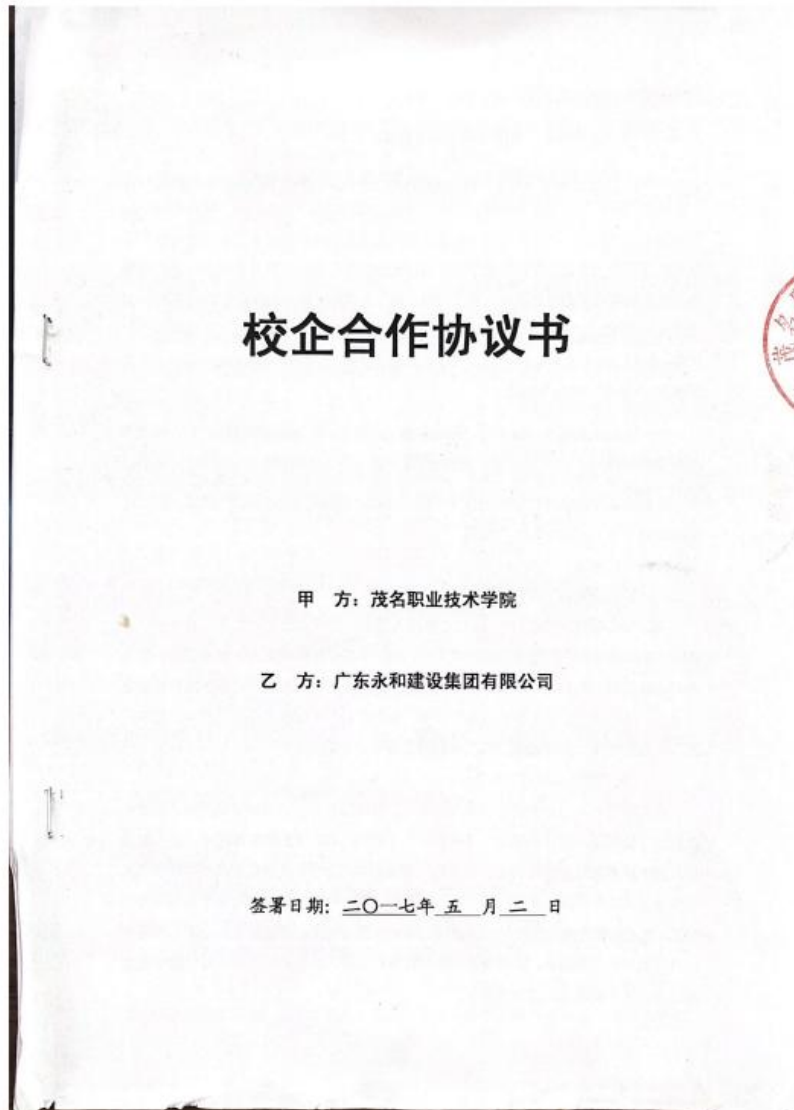 校企合作协议书
茂名
甲 方：茂名职业技术学院
乙 方：广东永和建设集团有限公司
签署日期：二〇一七年 五 月 二 日